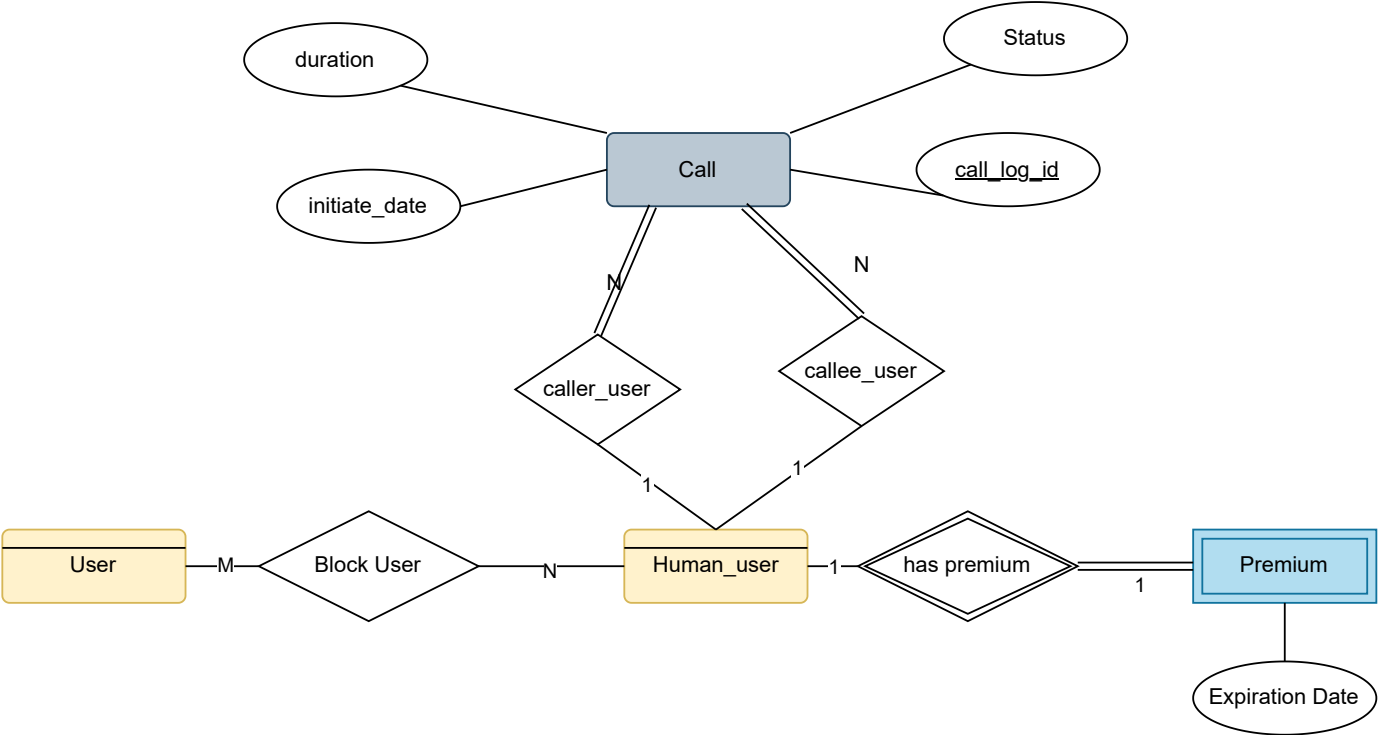 Status
duration
call_log_id
Call
initiate_date
N
N
callee_user
caller_user
1
1
User
M
Block User
N
Human_user
1
has premium
1
Premium
Expiration Date